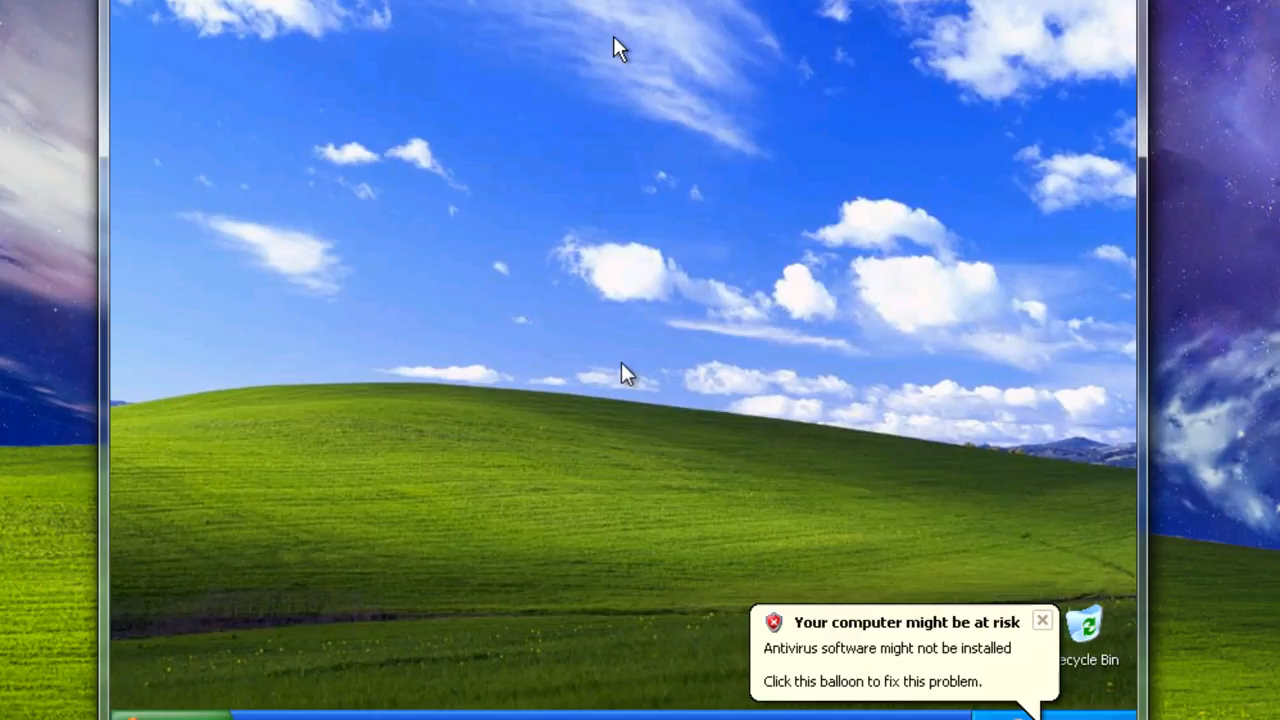 Your computer might be at risk
Antivirus software might not be installed
Click this balloon to fix this problem.
ecycle Bin